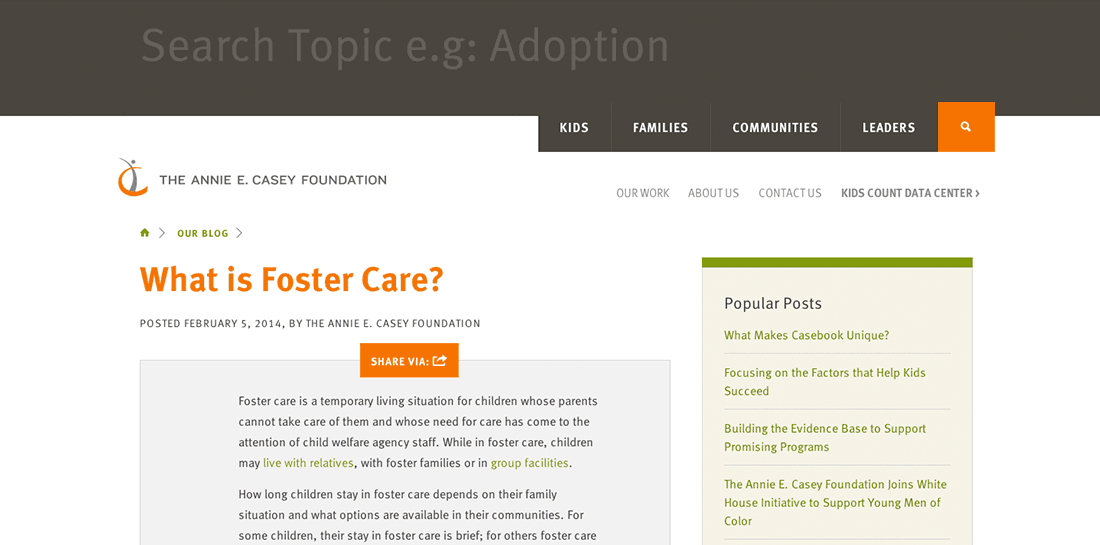 Search Topic e.g: Adoption
KIDS
FAMILIES
COMMUNITIES
LEADERS
THE ANNIE E. CASEY FOUNDATION
OUR WORK
ABOUT US
CONTACT US
KIDS COUNT DATA CENTER ›
OUR BLOG
What is Foster Care?
POSTED FEBRUARY 5, 2014, BY THE ANNIE E. CASEY FOUNDATION
SHARE VIA:
Foster care is a temporary living situation for children whose parents
cannot take care of them and whose need for care has come to the
attention of child welfare agency staff. While in foster care, children
may live with relatives, with foster families or in group facilities.
How long children stay in foster care depends on their family
situation and what options are available in their communities. For
some children, their stay in foster care is brief; for others foster care
Popular Posts
What Makes Casebook Unique?
Focusing on the Factors that Help Kids
Succeed
Building the Evidence Base to Support
Promising Programs
The Annie E. Casey Foundation Joins White
House Initiative to Support Young Men of
Color